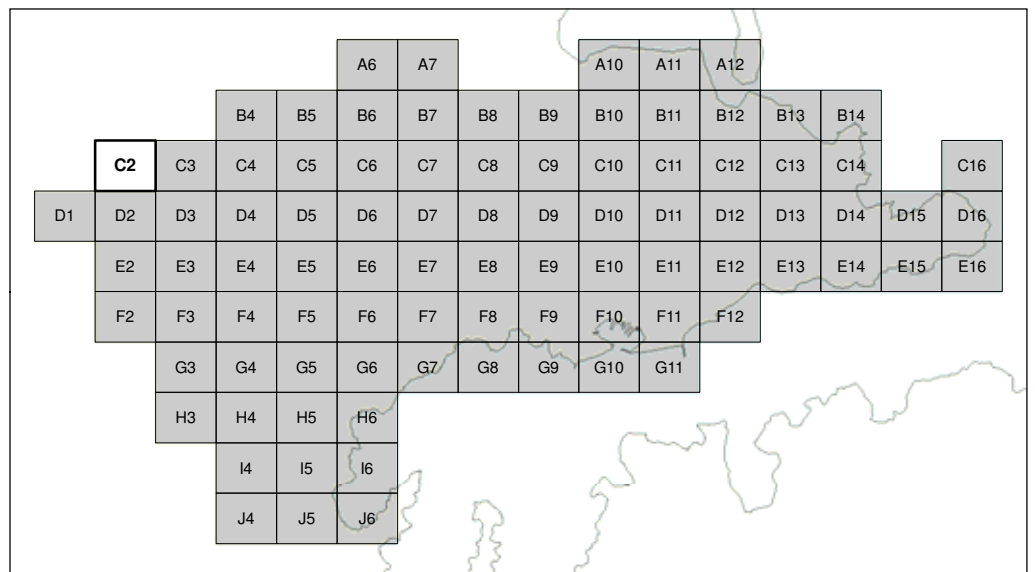 A6 A7 A10 A11 A12
B4 B5 B6 B7 B8 B9 B10 B11 B12 B13 B14
C2 C3 C4 C5 C6 C7 C8 C9 C10 C11 C12 C13 C14 C16
D1 D2 D3 D4 D5 D6 D7 D8 D9 D10 D11 D12 D13 D14 D15 D16
E2 E3 E4 E5 E6 E7 E8 E9 E10 E11 E12 E13 E14 E15 E16
F2 F3 F4 F5 F6 F7 F8 F9 F10 F11 F12
G3 G4 G5 G6 G7 G8 G9 G10 G11
H3 H4 H5 H6
I4 I5 I6
J4 J5 J6